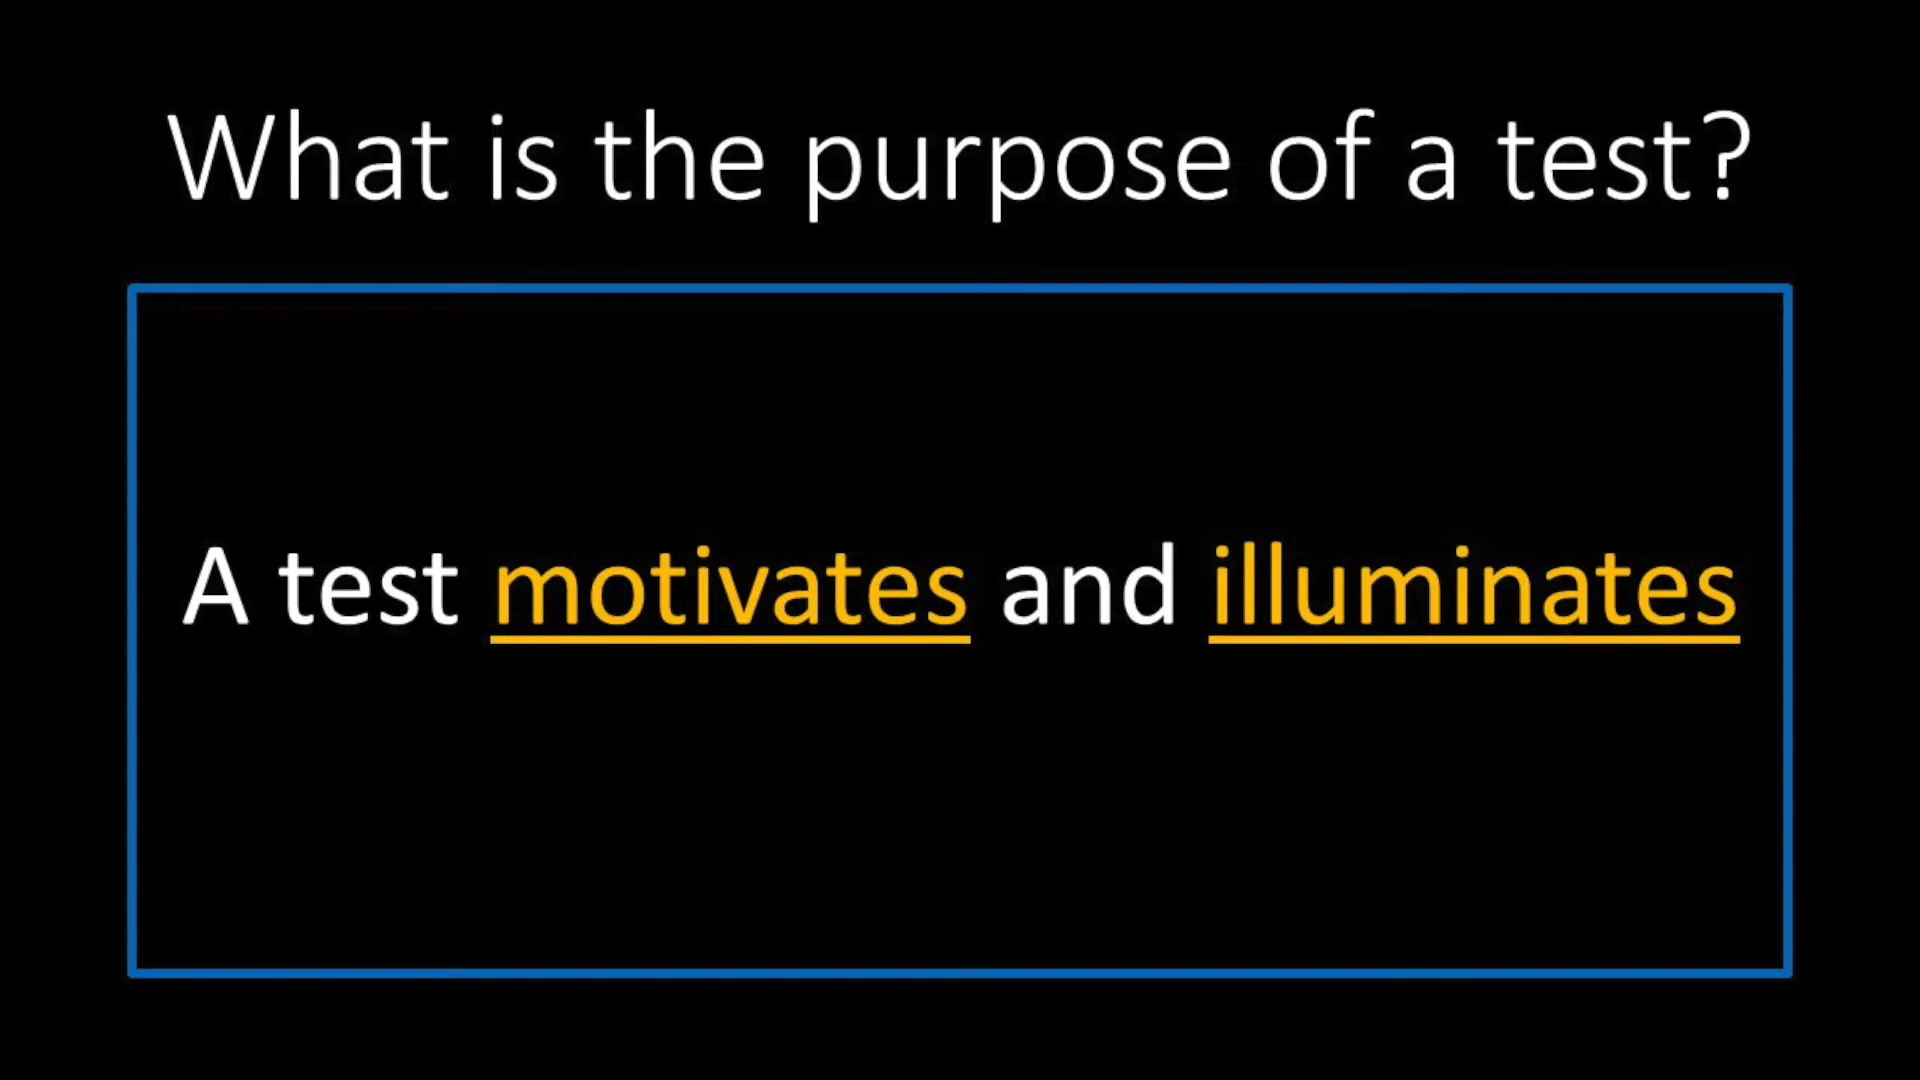 What is the purpose of a test?
A test motivates and illuminates